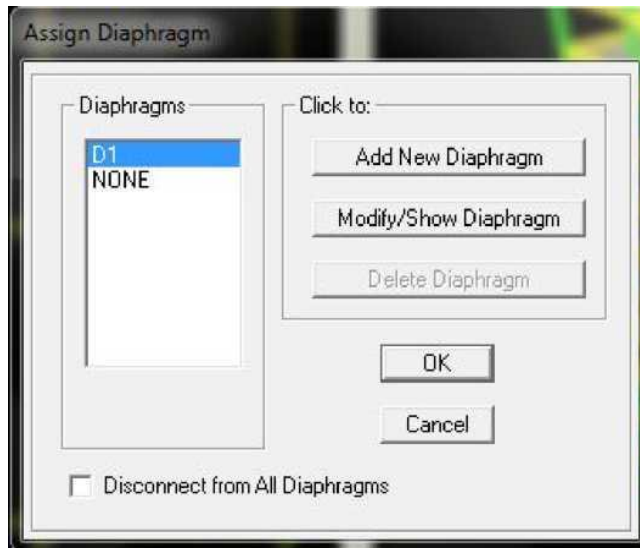 Assign Diaphragm
Diaphragms
D1
NONE
Click to:
Add New Diaphragm
Modify/Show Diaphragm
Delete Diaphragm
OK
Cancel
Disconnect from All Diaphragms